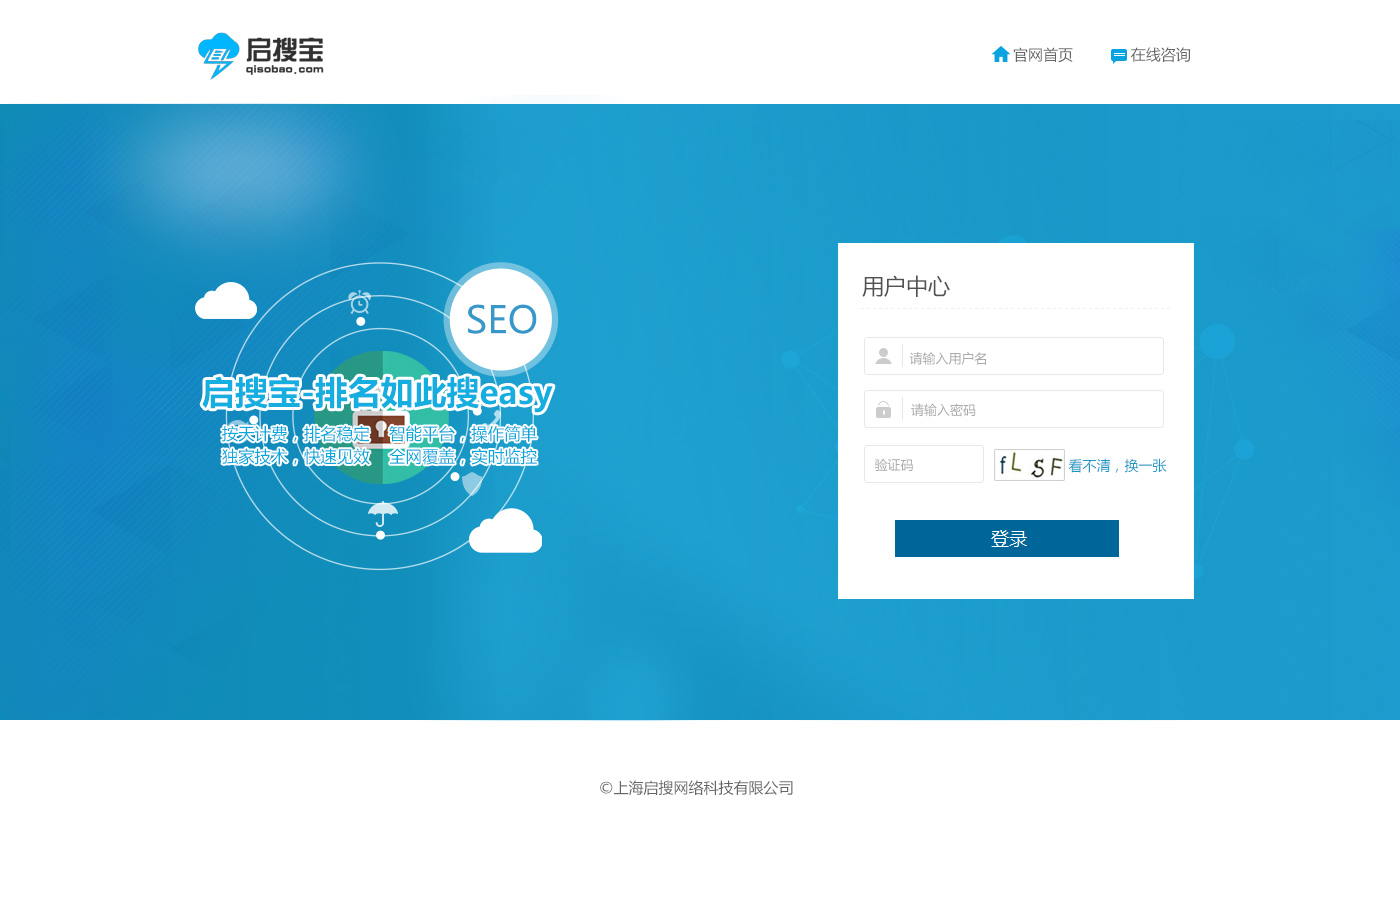 启搜宝
qisobao.com
官网首页
在线咨询
SEO
启搜宝-排名如此搜easy
按天计费，排名稳定 智能平台，操作简单
独家技术，快速见效 全网覆盖，实时监控
用户中心
请输入用户名
请输入密码
验证码
fLSF
看不清，换一张
登录
©上海启搜网络科技有限公司